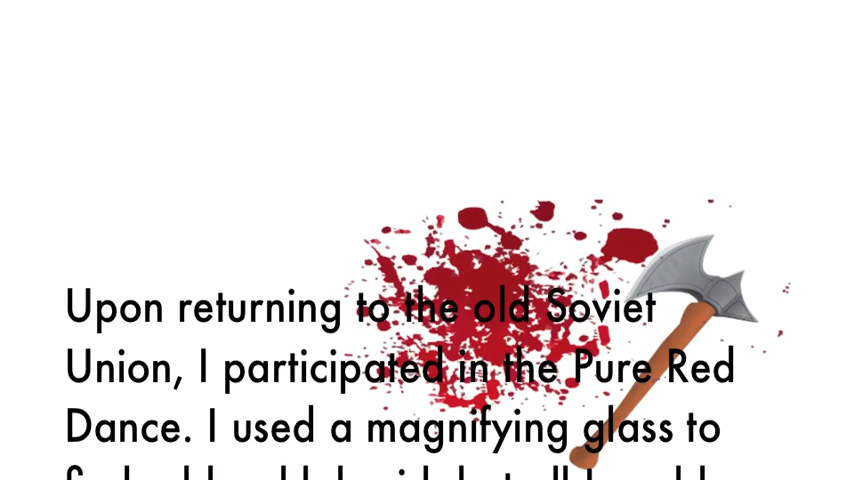 Upon returning to the old Soviet
Union, I participated in the Pure Red
Dance. I used a magnifying glass to